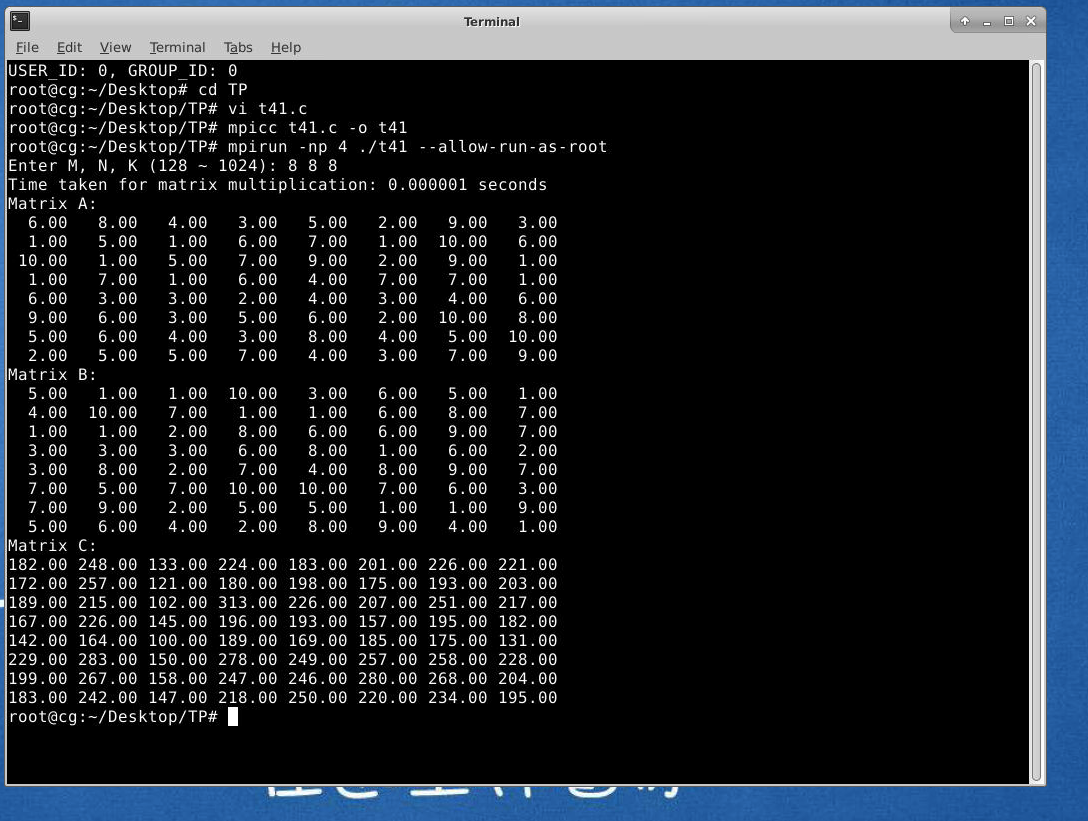 Terminal
File Edit View Terminal Tabs Help
USER_ID: 0, GROUP_ID: 0
root@cg:~/Desktop# cd TP
root@cg:~/Desktop/TP# vi t41.c
root@cg:~/Desktop/TP# mpicc t41.c -o t41
root@cg:~/Desktop/TP# mpirun -np 4 ./t41 --allow-run-as-root
Enter M, N, K (128 ~ 1024): 8 8 8
Time taken for matrix multiplication: 0.000001 seconds
Matrix A:
6.00 8.00 4.00 3.00 5.00 2.00 9.00 3.00
1.00 5.00 1.00 6.00 7.00 1.00 10.00 6.00
10.00 1.00 5.00 7.00 9.00 2.00 9.00 1.00
1.00 7.00 1.00 6.00 4.00 7.00 7.00 1.00
6.00 3.00 3.00 2.00 4.00 3.00 4.00 6.00
9.00 6.00 3.00 5.00 6.00 2.00 10.00 8.00
5.00 6.00 4.00 3.00 8.00 4.00 5.00 10.00
2.00 5.00 5.00 7.00 4.00 3.00 7.00 9.00
Matrix B:
5.00 1.00 1.00 10.00 3.00 6.00 5.00 1.00
4.00 10.00 7.00 1.00 1.00 6.00 8.00 7.00
1.00 1.00 2.00 8.00 6.00 6.00 9.00 7.00
3.00 3.00 3.00 6.00 8.00 1.00 6.00 2.00
3.00 8.00 2.00 7.00 4.00 8.00 9.00 7.00
7.00 5.00 7.00 10.00 10.00 7.00 6.00 3.00
7.00 9.00 2.00 5.00 5.00 1.00 1.00 9.00
5.00 6.00 4.00 2.00 8.00 9.00 4.00 1.00
Matrix C:
182.00 248.00 133.00 224.00 183.00 201.00 226.00 221.00
172.00 257.00 121.00 180.00 198.00 175.00 193.00 203.00
189.00 215.00 102.00 313.00 226.00 207.00 251.00 217.00
167.00 226.00 145.00 196.00 193.00 157.00 195.00 182.00
142.00 164.00 100.00 189.00 169.00 185.00 175.00 131.00
229.00 283.00 150.00 278.00 249.00 257.00 258.00 228.00
199.00 267.00 158.00 247.00 246.00 280.00 268.00 204.00
183.00 242.00 147.00 218.00 250.00 220.00 234.00 195.00
root@cg:~/Desktop/TP#